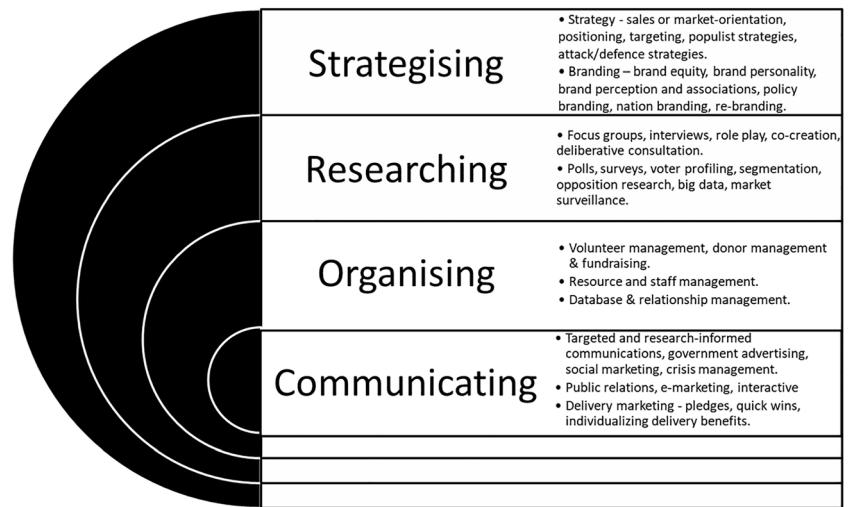 Strategising
• Strategy - sales or market-orientation,
positioning, targeting, populist strategies,
attack/defence strategies.
• Branding – brand equity, brand personality,
brand perception and associations, policy
branding, nation branding, re-branding.
Researching
• Focus groups, interviews, role play, co-creation,
deliberative consultation.
• Polls, surveys, voter profiling, segmentation,
opposition research, big data, market
surveillance.
Organising
• Volunteer management, donor management
& fundraising.
• Resource and staff management.
• Database & relationship management.
Communicating
• Targeted and research-informed
communications, government advertising,
social marketing, crisis management.
• Public relations, e-marketing, interactive
• Delivery marketing - pledges, quick wins,
individualizing delivery benefits.